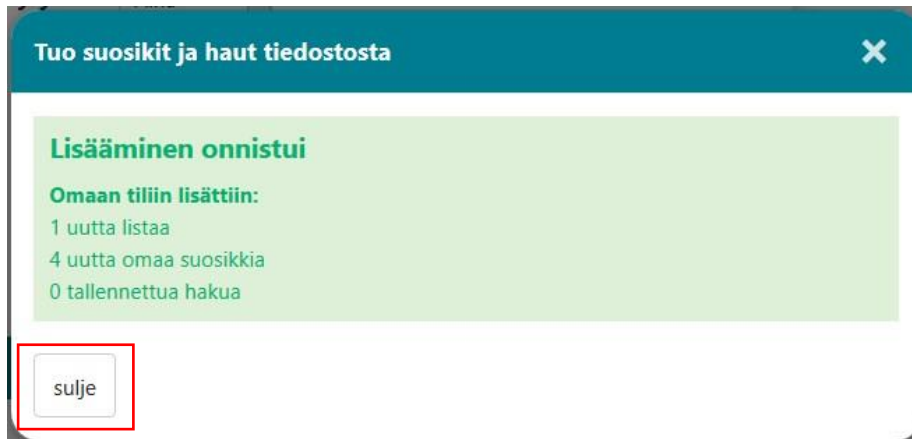 Tuo suosikit ja haut tiedostosta
Lisääminen onnistui
Omaan tiliin lisättiin:
1 uutta listaa
4 uutta omaa suosikkia
0 tallennettua hakua
sulje